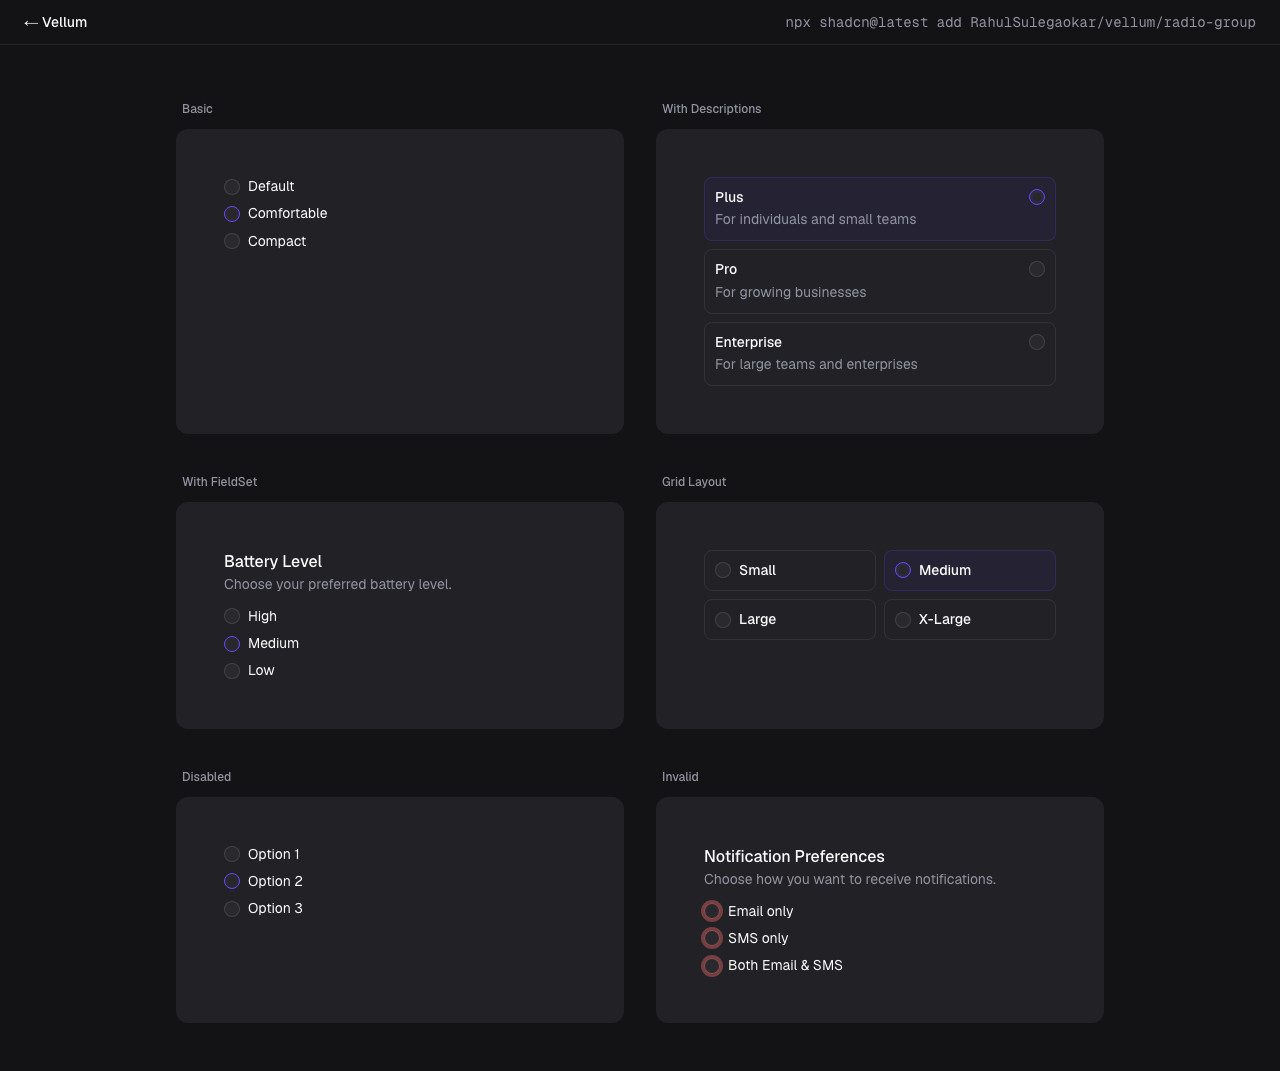 ← Vellum
npx shadcn@latest add RahulSulegaokar/vellum/radio-group
Basic
Default
Comfortable
Compact
With Descriptions
Plus
For individuals and small teams
Pro
For growing businesses
Enterprise
For large teams and enterprises
With FieldSet
Battery Level
Choose your preferred battery level.
High
Medium
Low
Grid Layout
Small
Medium
Large
X-Large
Disabled
Option 1
Option 2
Option 3
Invalid
Notification Preferences
Choose how you want to receive notifications.
Email only
SMS only
Both Email & SMS